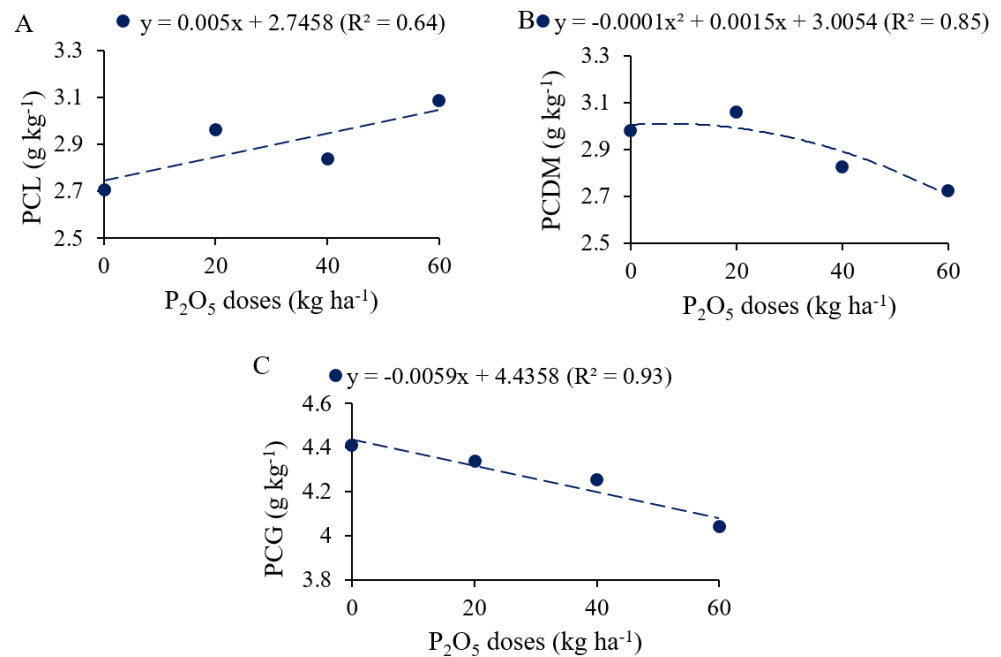 A
y = 0.005x + 2.7458 (R² = 0.64)
3.3
3.1
2.9
2.7
2.5
PCL (g kg⁻¹)
0 20 40 60
P₂O₅ doses (kg ha⁻¹)
B
y = -0.0001x² + 0.0015x + 3.0054 (R² = 0.85)
3.3
3.1
2.9
2.7
2.5
PCDM (g kg⁻¹)
0 20 40 60
P₂O₅ doses (kg ha⁻¹)
C
y = -0.0059x + 4.4358 (R² = 0.93)
4.6
4.4
4.2
4
3.8
PCG (g kg⁻¹)
0 20 40 60
P₂O₅ doses (kg ha⁻¹)